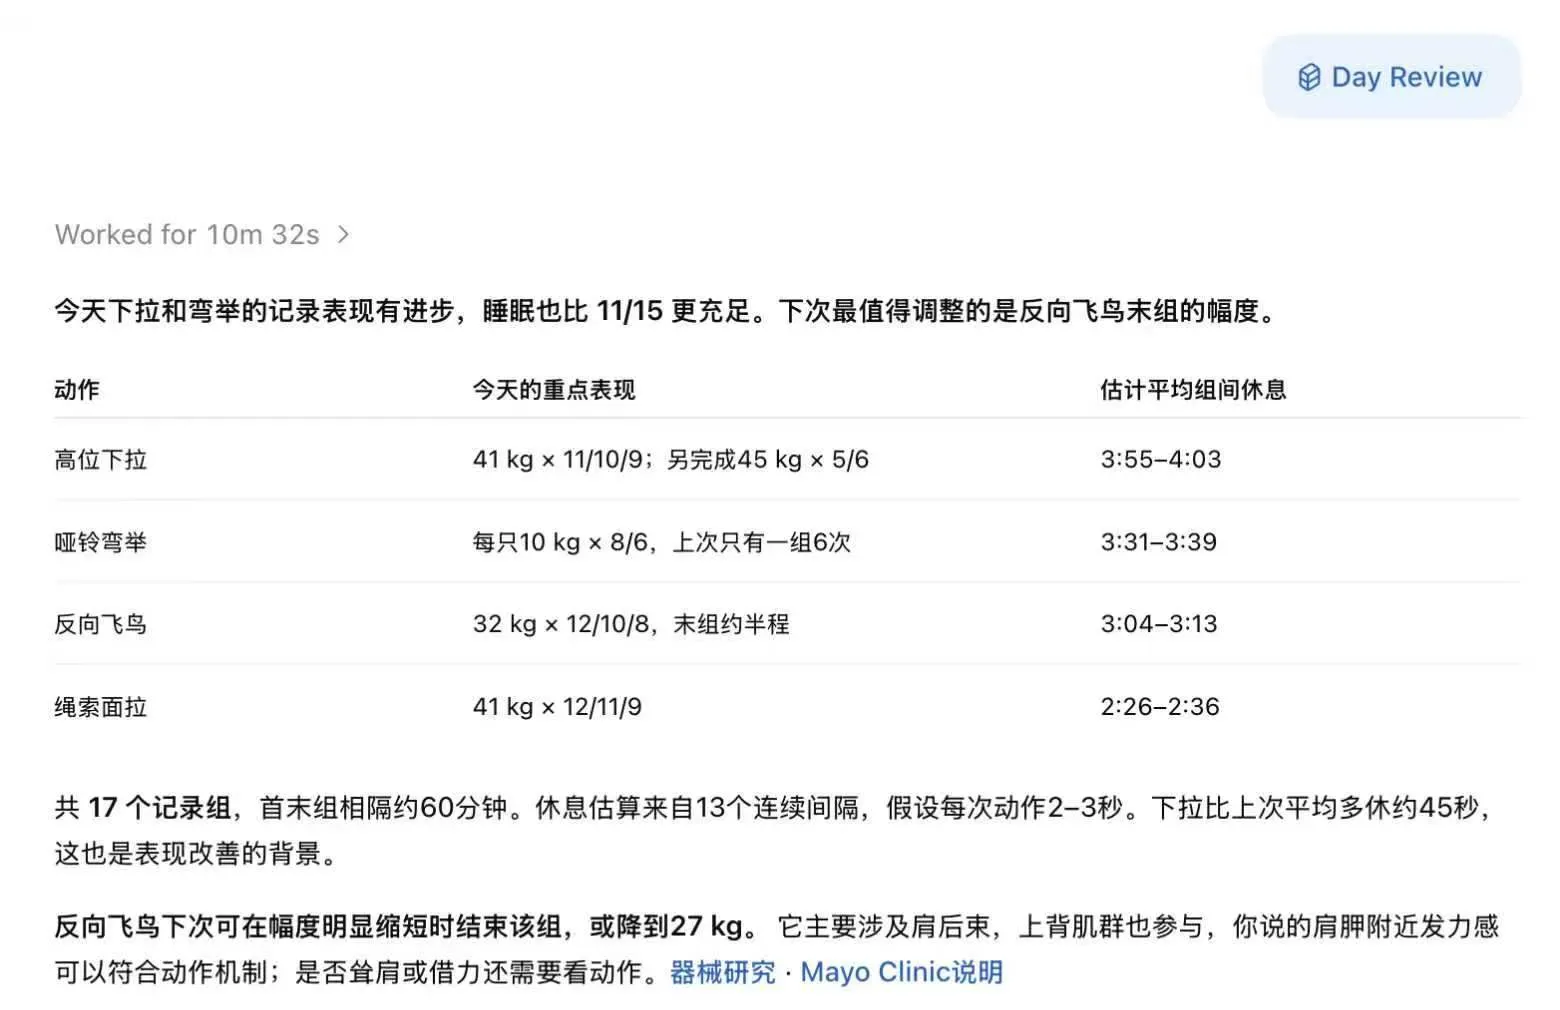 Day Review
Worked for 10m 32s >
今天下拉和弯举的记录表现有进步，睡眠也比 11/15 更充足。下次最值得调整的是反向飞鸟末组的幅度。
动作 今天的重点表现 估计平均组间休息
高位下拉 41 kg × 11/10/9；另完成45 kg × 5/6 3:55–4:03
哑铃弯举 每只10 kg × 8/6，上次只有一组6次 3:31–3:39
反向飞鸟 32 kg × 12/10/8，末组约半程 3:04–3:13
绳索面拉 41 kg × 12/11/9 2:26–2:36
共 17 个记录组，首末组相隔约60分钟。休息估算来自13个连续间隔，假设每次动作2–3秒。下拉比上次平均多休约45秒，
这也是表现改善的背景。
反向飞鸟下次可在幅度明显缩短时结束该组，或降到27 kg。 它主要涉及肩后束，上背肌群也参与，你说的肩胛附近发力感
可以符合动作机制；是否耸肩或借力还需要看动作。器械研究 · Mayo Clinic说明